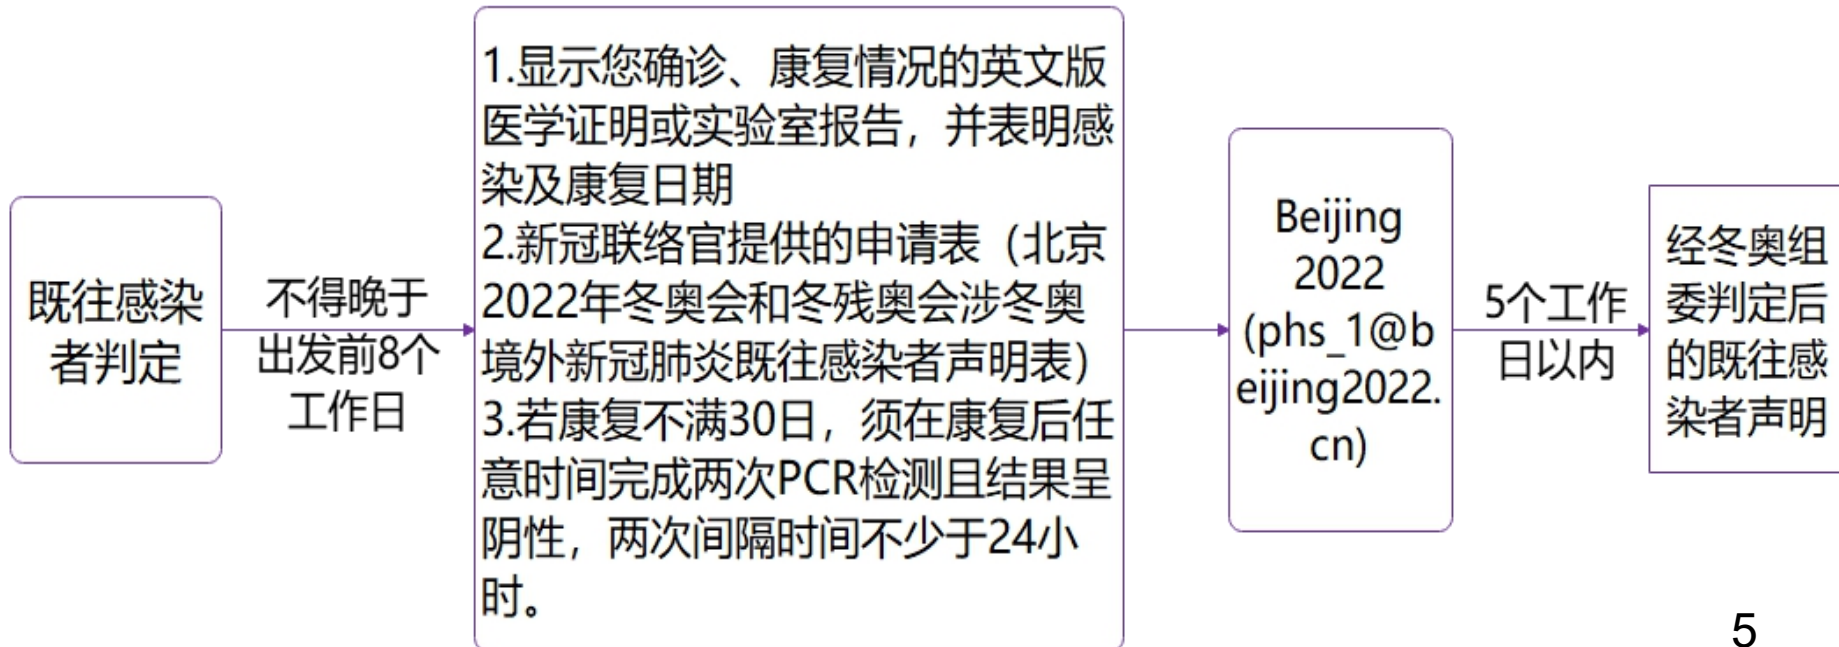 既往感染
者判定
不得晚于
出发前8个
工作日
1.显示您确诊、康复情况的英文版
医学证明或实验室报告，并表明感
染及康复日期
2.新冠联络官提供的申请表（北京
2022年冬奥会和冬残奥会涉冬奥
境外新冠肺炎既往感染者声明表）
3.若康复不满30日，须在康复后任
意时间完成两次PCR检测且结果呈
阴性，两次间隔时间不少于24小
时。
Beijing
2022
(phs_1@b
eijing2022.
cn)
5个工作
日以内
经冬奥组
委判定后
的既往感
染者声明
5